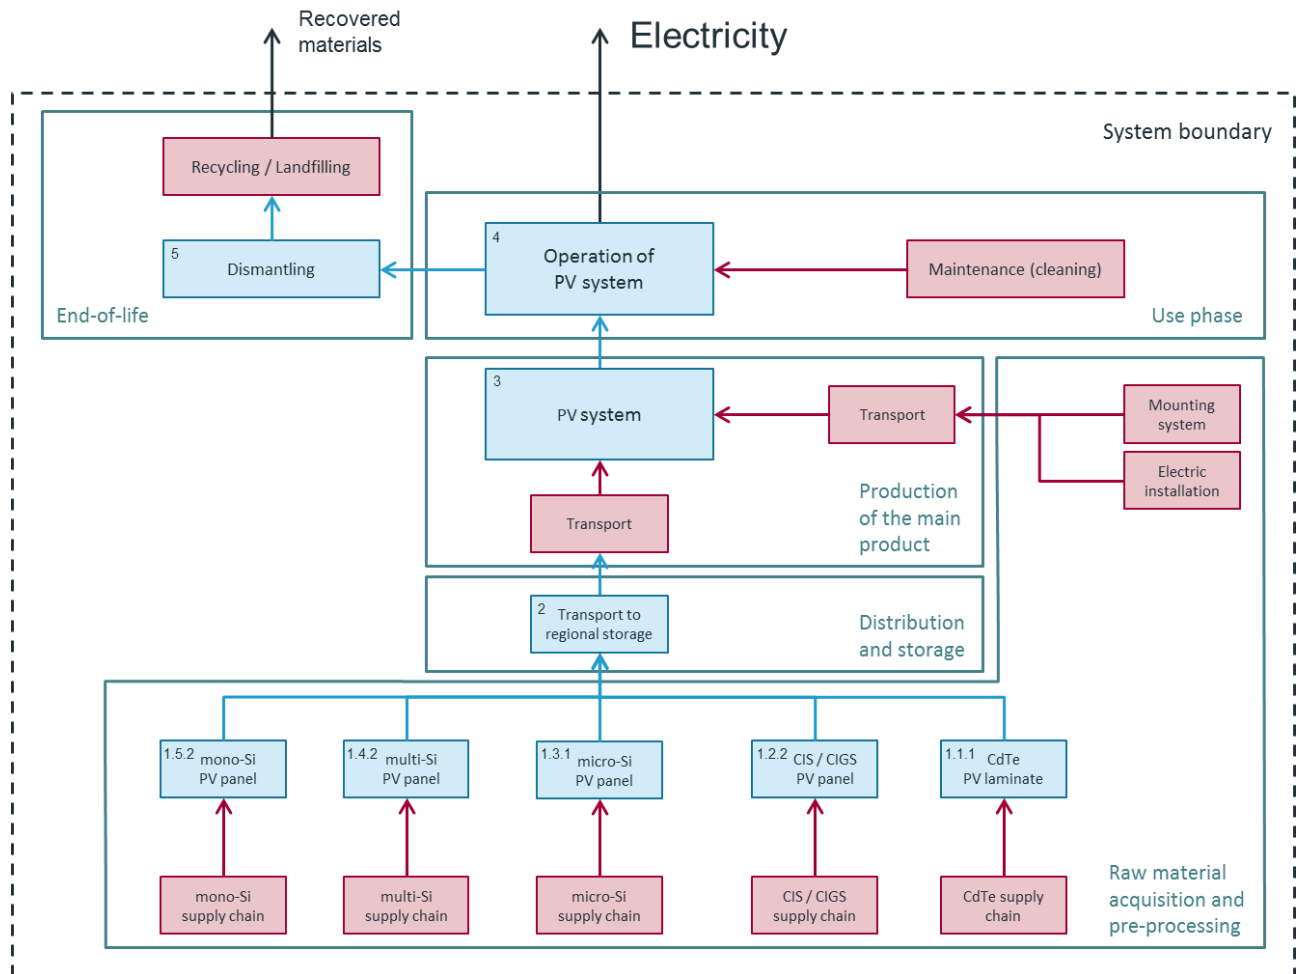 Recovered
materials
Electricity
System boundary
Recycling / Landfilling
5
Dismantling
End-of-life
4
Operation of
PV system
Maintenance (cleaning)
Use phase
3
PV system
Transport
Mounting
system
Electric
installation
Production
of the main
product
Transport
2
Transport to
regional storage
Distribution
and storage
1.5.2
mono-Si
PV panel
1.4.2
multi-Si
PV panel
1.3.1
micro-Si
PV panel
1.2.2
CIS / CIGS
PV panel
1.1.1
CdTe
PV laminate
mono-Si
supply chain
multi-Si
supply chain
micro-Si
supply chain
CIS / CIGS
supply chain
CdTe supply
chain
Raw material
acquisition and
pre-processing